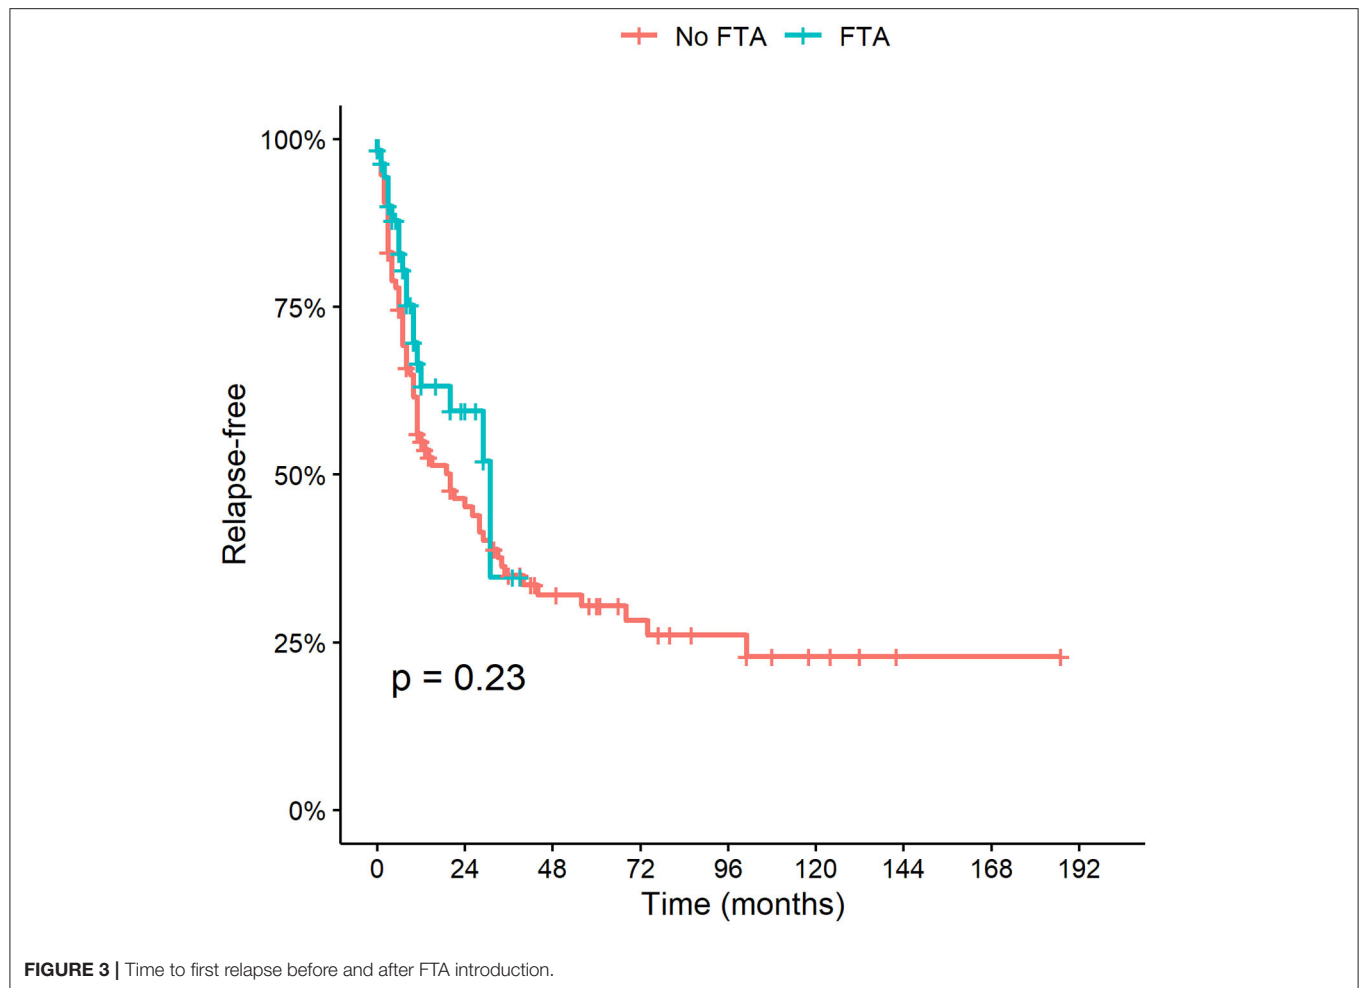 No FTA FTA
100%
75%
50%
25%
0%
Relapse-free
p = 0.23
0 24 48 72 96 120 144 168 192
Time (months)
FIGURE 3 | Time to first relapse before and after FTA introduction.